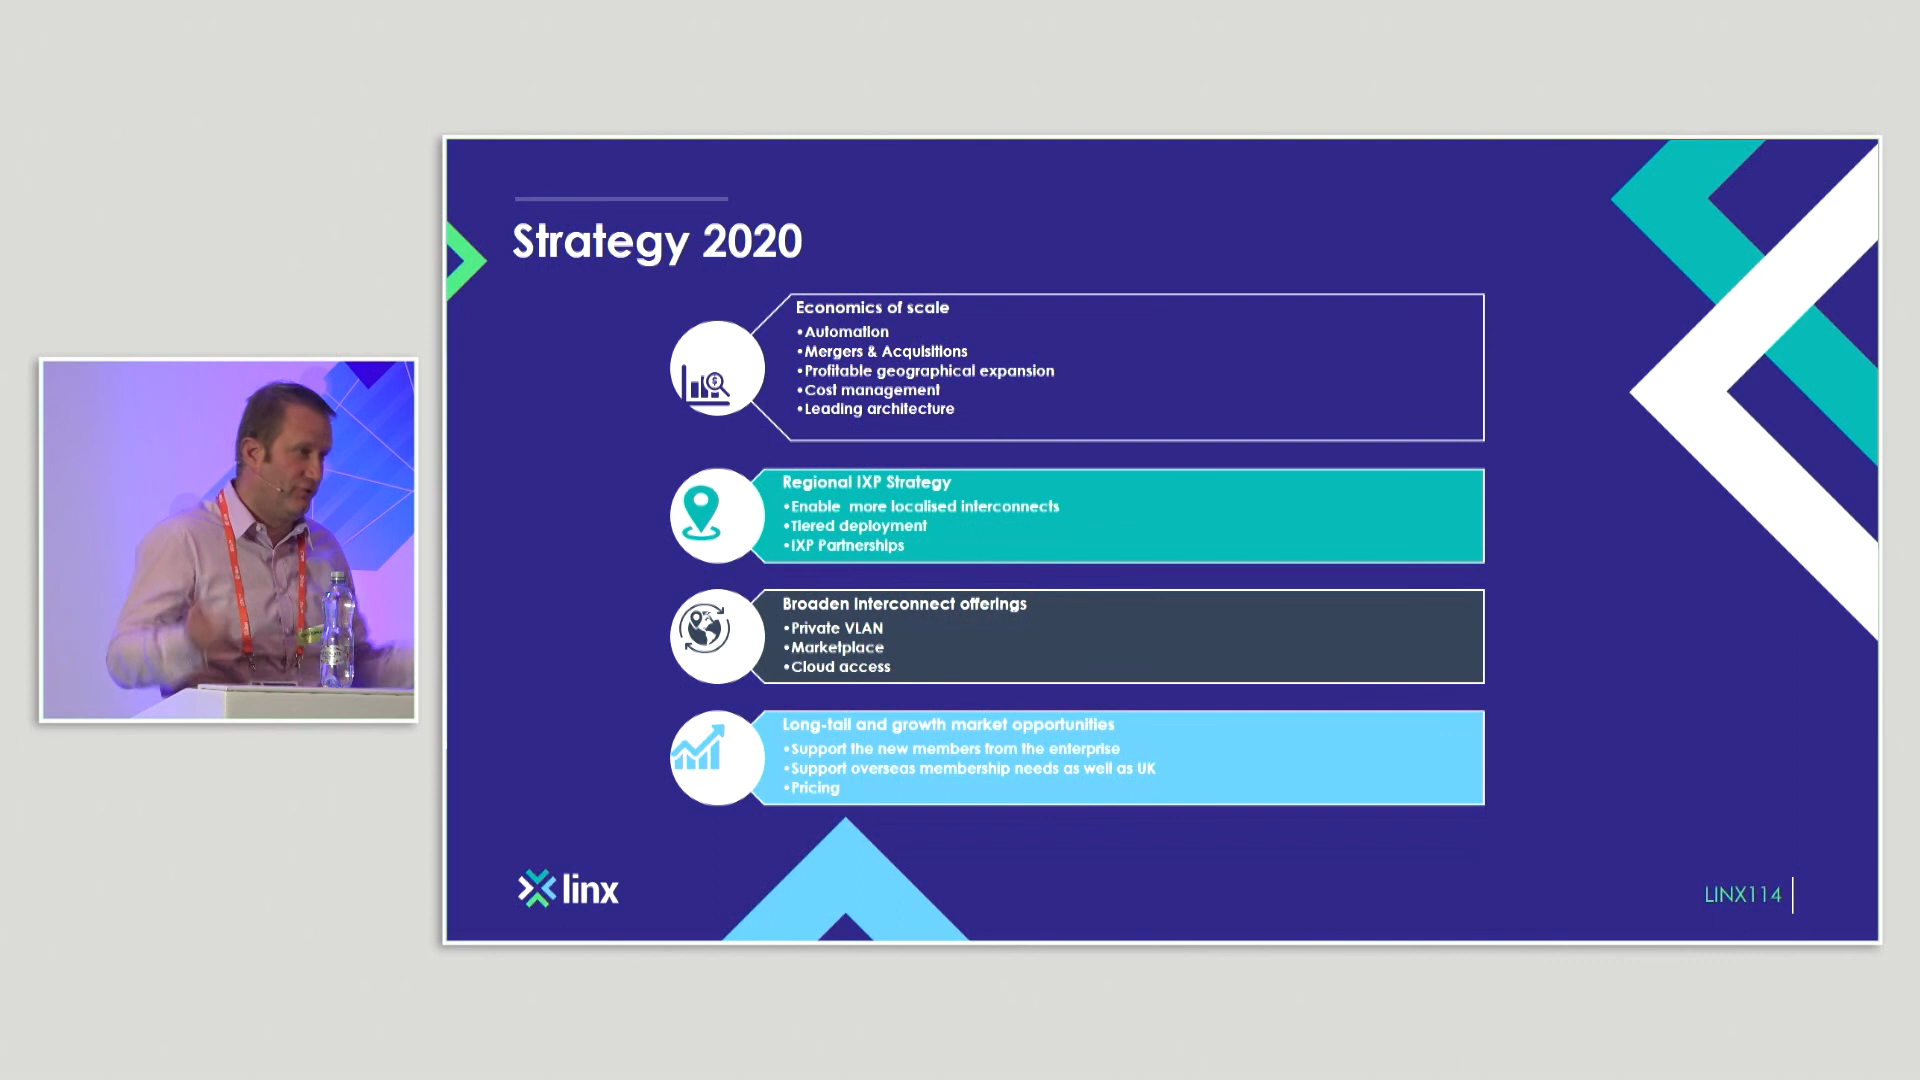 Strategy 2020
Economics of scale
•Automation
•Mergers & Acquisitions
•Profitable geographical expansion
•Cost management
•Leading architecture
Regional IXP Strategy
•Enable  more localised interconnects
•Tiered deployment
•IXP Partnerships
Broaden interconnect offerings
•Private VLAN
•Marketplace
•Cloud access
Long-tail and growth market opportunities
•Support the new members from the enterprise
•Support overseas membership needs as well as UK
•Pricing
linx
LINX114